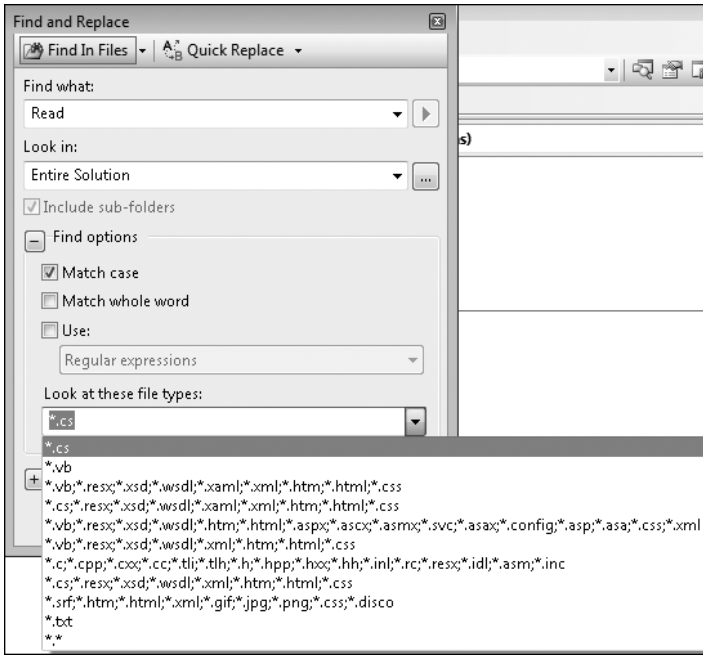 Find and Replace
Find In Files Quick Replace
Find what:
Read
s)
Look in:
Entire Solution
...
Include sub-folders
Find options
Match case
Match whole word
Use:
Regular expressions
Look at these file types:
*.cs
*.cs
*.vb
*.vb;*.resx;*.xsd;*.wsdl;*.xaml;*.xml;*.htm;*.html;*.css
*.cs;*.resx;*.xsd;*.wsdl;*.xaml;*.xml;*.htm;*.html;*.css
*.vb;*.resx;*.xsd;*.wsdl;*.htm;*.html;*.aspx;*.ascx;*.asmx;*.svc;*.asax;*.config;*.asp;*.asa;*.css;*.xml
*.vb;*.resx;*.xsd;*.wsdl;*.xml;*.htm;*.html;*.css
*.c;*.cpp;*.cxx;*.cc;*.tli;*.tlh;*.h;*.hpp;*.hxx;*.hh;*.inl;*.rc;*.resx;*.idl;*.asm;*.inc
*.cs;*.resx;*.xsd;*.wsdl;*.xml;*.htm;*.html;*.css
*.srf;*.htm;*.html;*.xml;*.gif;*.jpg;*.png;*.css;*.disco
*.txt
*.*